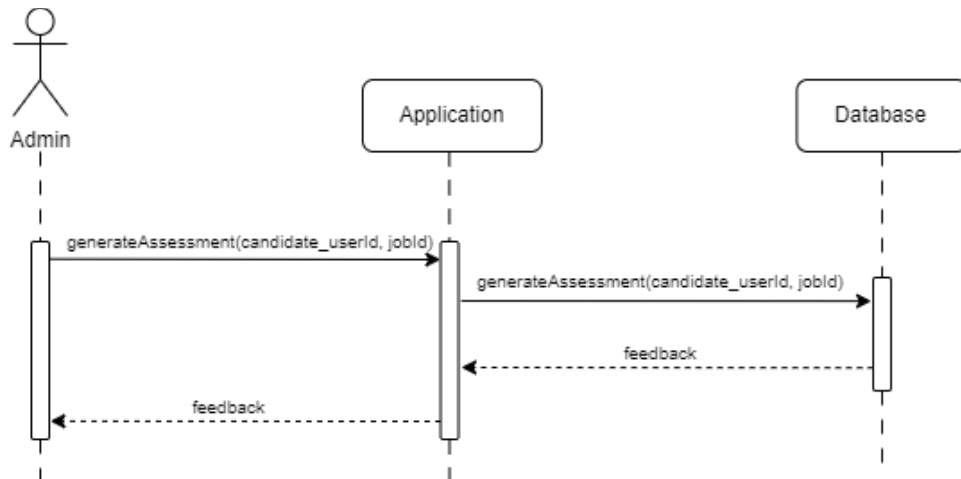 Admin
Application
Database
generateAssessment(candidate_userId, jobId)
generateAssessment(candidate_userId, jobId)
feedback
feedback